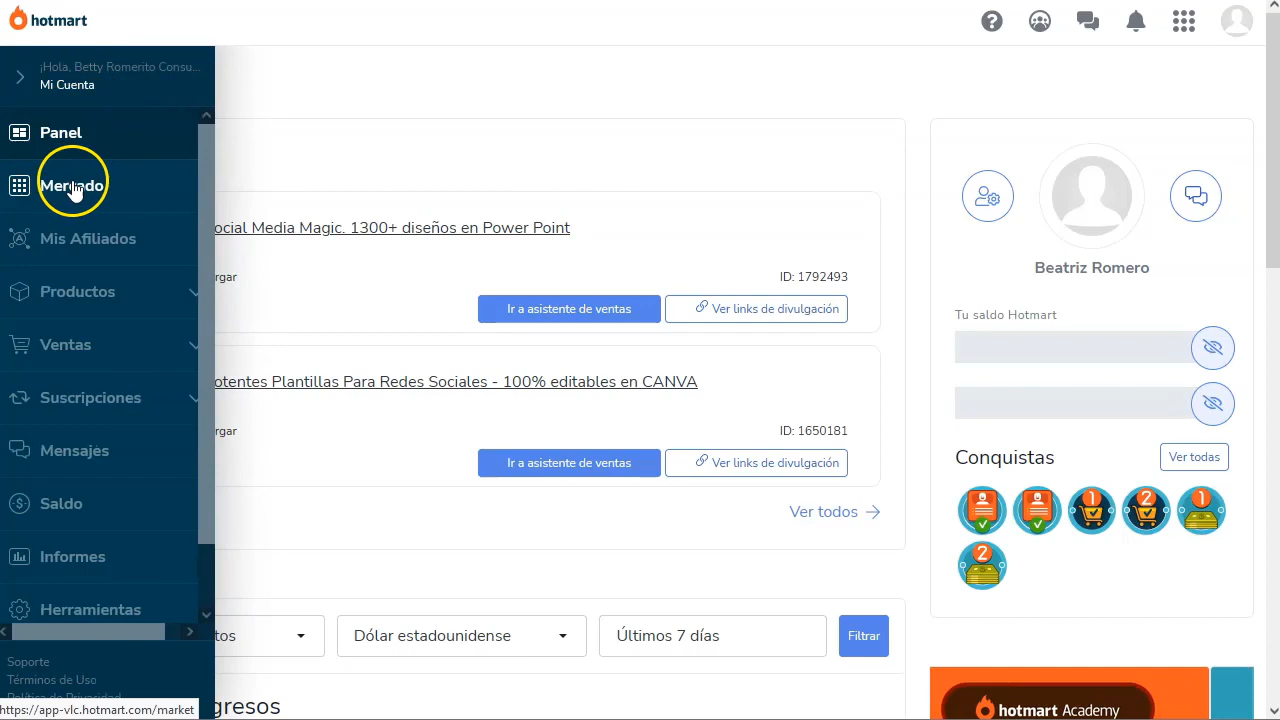 hotmart
¡Hola, Betty Romerito Consu...
Mi Cuenta
Panel
Mercado
Mis Afiliados
Productos
Ventas
Suscripciones
Mensajes
Saldo
Informes
Herramientas
Soporte
Términos de Uso
Política de Privacidad
https://app-vlc.hotmart.com/market
ocial Media Magic. 1300+ diseños en Power Point
rgar
ID: 1792493
Ir a asistente de ventas
Ver links de divulgación
otentes Plantillas Para Redes Sociales - 100% editables en CANVA
rgar
ID: 1650181
Ir a asistente de ventas
Ver links de divulgación
Ver todos
tos
Dólar estadounidense
Últimos 7 días
Filtrar
gresos
Beatriz Romero
Tu saldo Hotmart
Conquistas
Ver todas
1
2
1
2
hotmart Academy